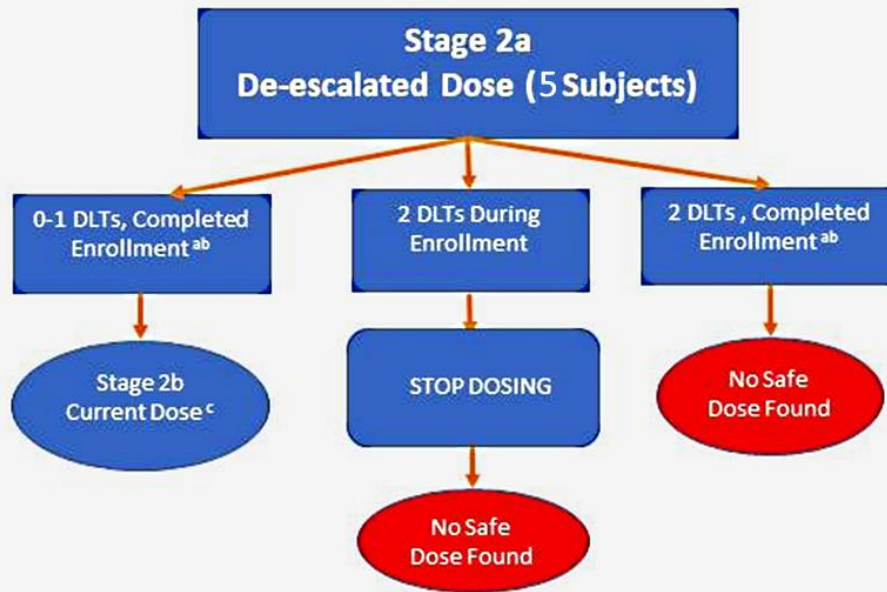 Stage 2a
De-escalated Dose (5 Subjects)
0-1 DLTs, Completed
Enrollment ab
2 DLTs During
Enrollment
2 DLTs , Completed
Enrollment ab
Stage 2b
Current Dose c
STOP DOSING
No Safe
Dose Found
No Safe
Dose Found